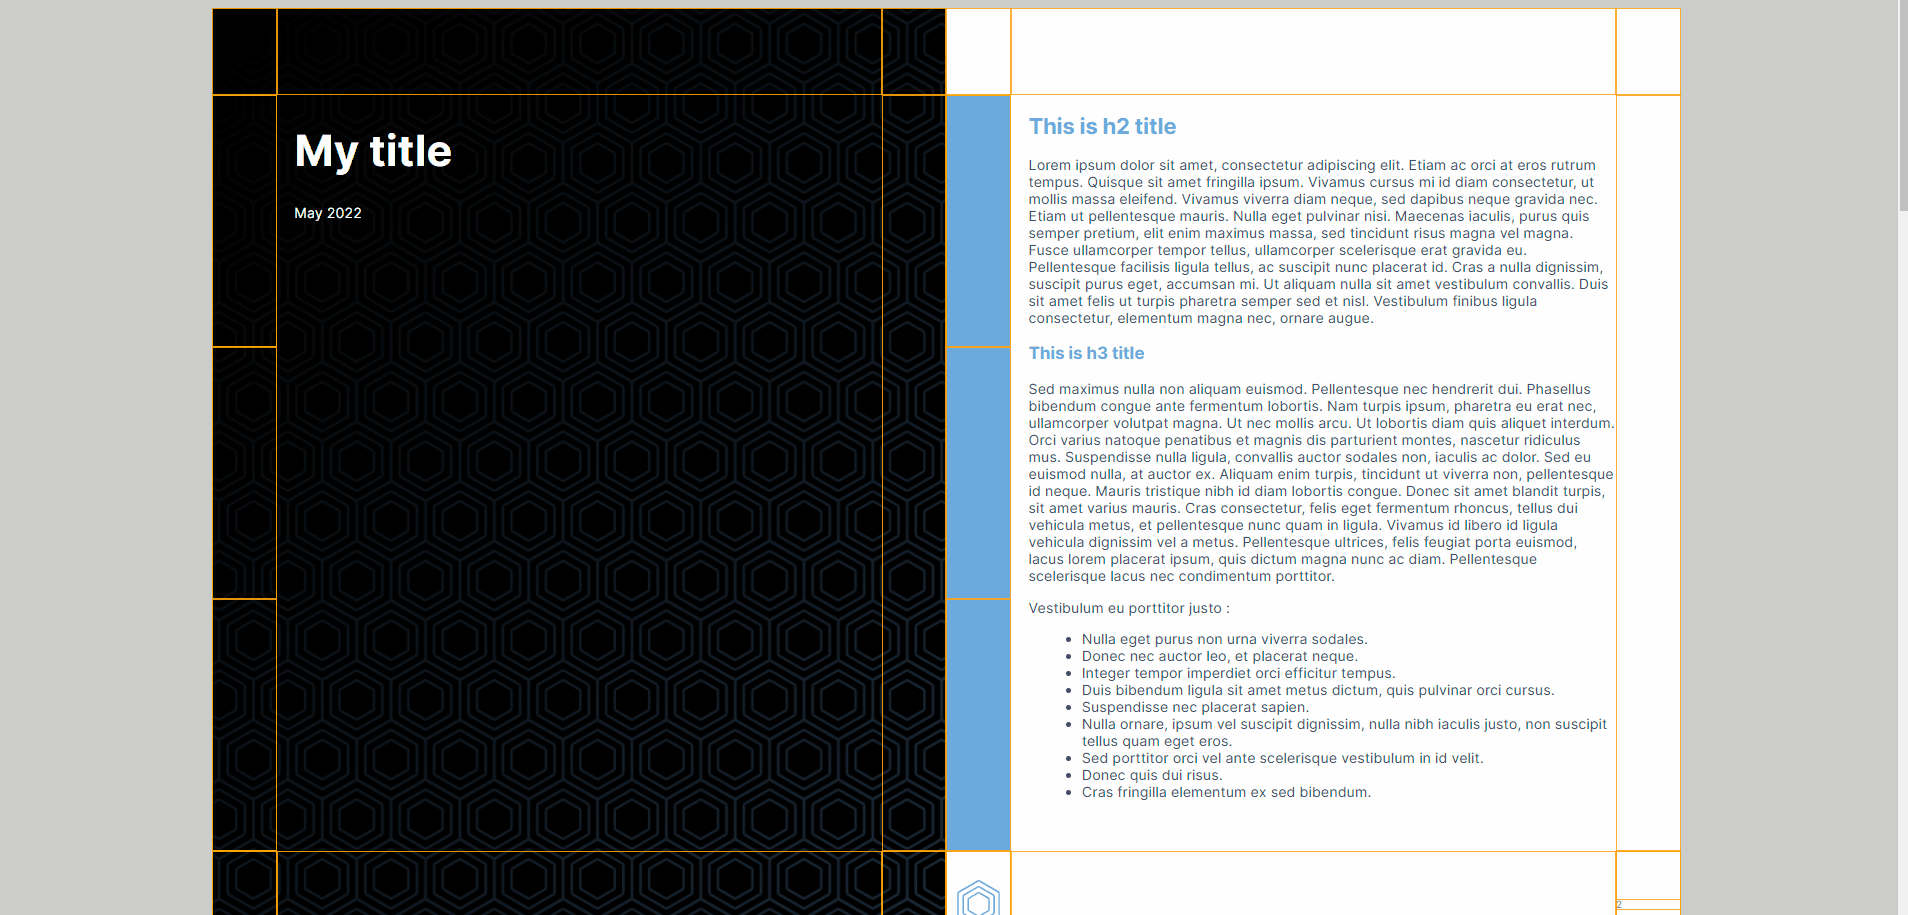 My title
May 2022
This is h2 title
Lorem ipsum dolor sit amet, consectetur adipiscing elit. Etiam ac orci at eros rutrum
tempus. Quisque sit amet fringilla ipsum. Vivamus cursus mi id diam consectetur, ut
mollis massa eleifend. Vivamus viverra diam neque, sed dapibus neque gravida nec.
Etiam ut pellentesque mauris. Nulla eget pulvinar nisi. Maecenas iaculis, purus quis
semper pretium, elit enim maximus massa, sed tincidunt risus magna vel magna.
Fusce ullamcorper tempor tellus, ullamcorper scelerisque erat gravida eu.
Pellentesque facilisis ligula tellus, ac suscipit nunc placerat id. Cras a nulla dignissim,
suscipit purus eget, accumsan mi. Ut aliquam nulla sit amet vestibulum convallis. Duis
sit amet felis ut turpis pharetra semper sed et nisl. Vestibulum finibus ligula
consectetur, elementum magna nec, ornare augue.
This is h3 title
Sed maximus nulla non aliquam euismod. Pellentesque nec hendrerit dui. Phasellus
bibendum congue ante fermentum lobortis. Nam turpis ipsum, pharetra eu erat nec,
ullamcorper volutpat magna. Ut nec mollis arcu. Ut lobortis diam quis aliquet interdum.
Orci varius natoque penatibus et magnis dis parturient montes, nascetur ridiculus
mus. Suspendisse nulla ligula, convallis auctor sodales non, iaculis ac dolor. Sed eu
euismod nulla, at auctor ex. Aliquam enim turpis, tincidunt ut viverra non, pellentesque
id neque. Mauris tristique nibh id diam lobortis congue. Donec sit amet blandit turpis,
sit amet varius mauris. Cras consectetur, felis eget fermentum rhoncus, tellus dui
vehicula metus, et pellentesque nunc quam in ligula. Vivamus id libero id ligula
vehicula dignissim vel a metus. Pellentesque ultrices, felis feugiat porta euismod,
lacus lorem placerat ipsum, quis dictum magna nunc ac diam. Pellentesque
scelerisque lacus nec condimentum porttitor.
Vestibulum eu porttitor justo :
• Nulla eget purus non urna viverra sodales.
• Donec nec auctor leo, et placerat neque.
• Integer tempor imperdiet orci efficitur tempus.
• Duis bibendum ligula sit amet metus dictum, quis pulvinar orci cursus.
• Suspendisse nec placerat sapien.
• Nulla ornare, ipsum vel suscipit dignissim, nulla nibh iaculis justo, non suscipit
tellus quam eget eros.
• Sed porttitor orci vel ante scelerisque vestibulum in id velit.
• Donec quis dui risus.
• Cras fringilla elementum ex sed bibendum.
2